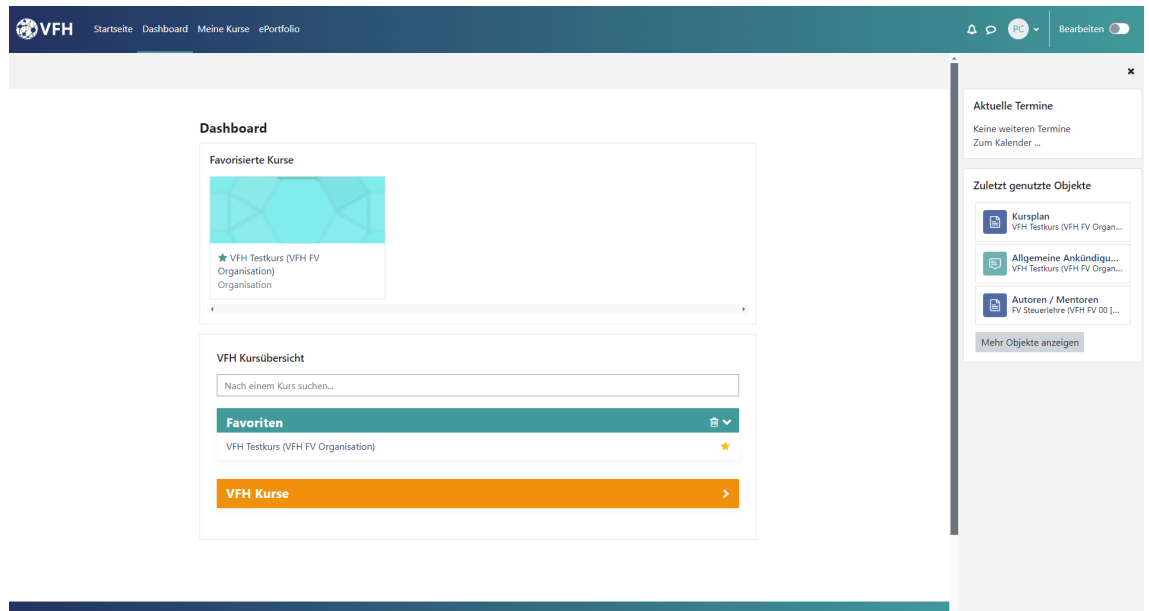 VFH
Startseite Dashboard Meine Kurse ePortfolio
PC
Bearbeiten
Dashboard
Favorisierte Kurse
VFH Testkurs (VFH FV
Organisation)
Organisation
VFH Kursübersicht
Nach einem Kurs suchen...
Favoriten
VFH Testkurs (VFH FV Organisation)
VFH Kurse
Aktuelle Termine
Keine weiteren Termine
Zum Kalender ...
Zuletzt genutzte Objekte
Kursplan
VFH Testkurs (VFH FV Organ...
Allgemeine Ankündigu...
VFH Testkurs (VFH FV Organ...
Autoren / Mentoren
FV Steuerlehre (VFH FV 00 [...
Mehr Objekte anzeigen